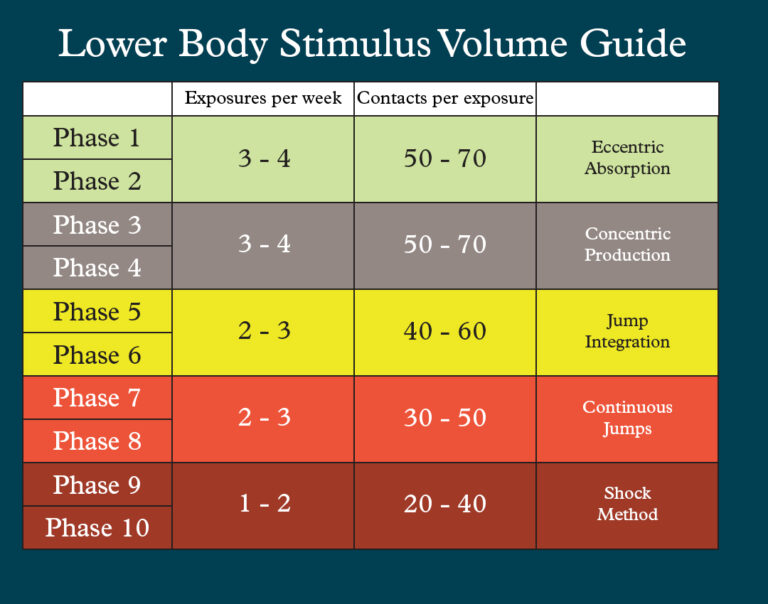 Lower Body Stimulus Volume Guide
Exposures per week Contacts per exposure
Phase 1
Phase 2
3 - 4
50 - 70
Eccentric
Absorption
Phase 3
Phase 4
3 - 4
50 - 70
Concentric
Production
Phase 5
Phase 6
2 - 3
40 - 60
Jump
Integration
Phase 7
Phase 8
2 - 3
30 - 50
Continuous
Jumps
Phase 9
Phase 10
1 - 2
20 - 40
Shock
Method